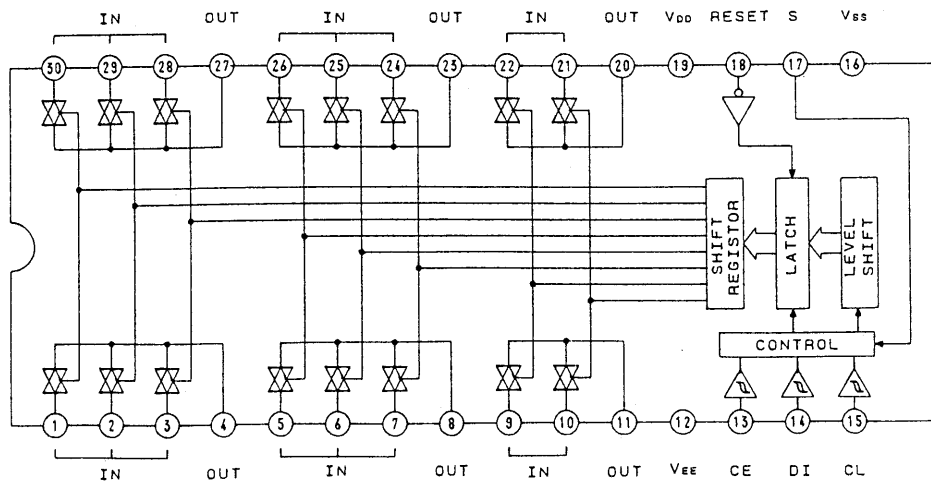 IN OUT IN OUT IN OUT VDD RESET S VSS
30 29 28 27 26 25 24 23 22 21 20 19 18 17 16
SHIFT REGISTOR
LATCH
LEVEL SHIFT
CONTROL
1 2 3 4 5 6 7 8 9 10 11 12 13 14 15
IN OUT IN OUT IN OUT VEE CE DI CL